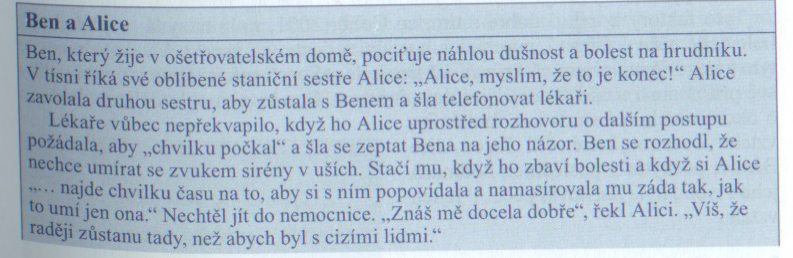 Ben a Alice
Ben, který žije v ošetřovatelském domě, pociťuje náhlou dušnost a bolest na hrudníku.
V tísni říká své oblíbené staniční sestře Alice: „Alice, myslím, že to je konec!“ Alice
zavolala druhou sestru, aby zůstala s Benem a šla telefonovat lékaři.
Lékaře vůbec nepřekvapilo, když ho Alice uprostřed rozhovoru o dalším postupu
požádala, aby „chvilku počkal“ a šla se zeptat Bena na jeho názor. Ben se rozhodl, že
nechce umírat se zvukem sirény v uších. Stačí mu, když ho zbaví bolesti a když si Alice
„… najde chvilku času na to, aby si s ním popovídala a namasírovala mu záda tak, jak
to umí jen ona.“ Nechtěl jít do nemocnice. „Znáš mě docela dobře“, řekl Alici. „Víš, že
raději zůstanu tady, než abych byl s cizími lidmi.“